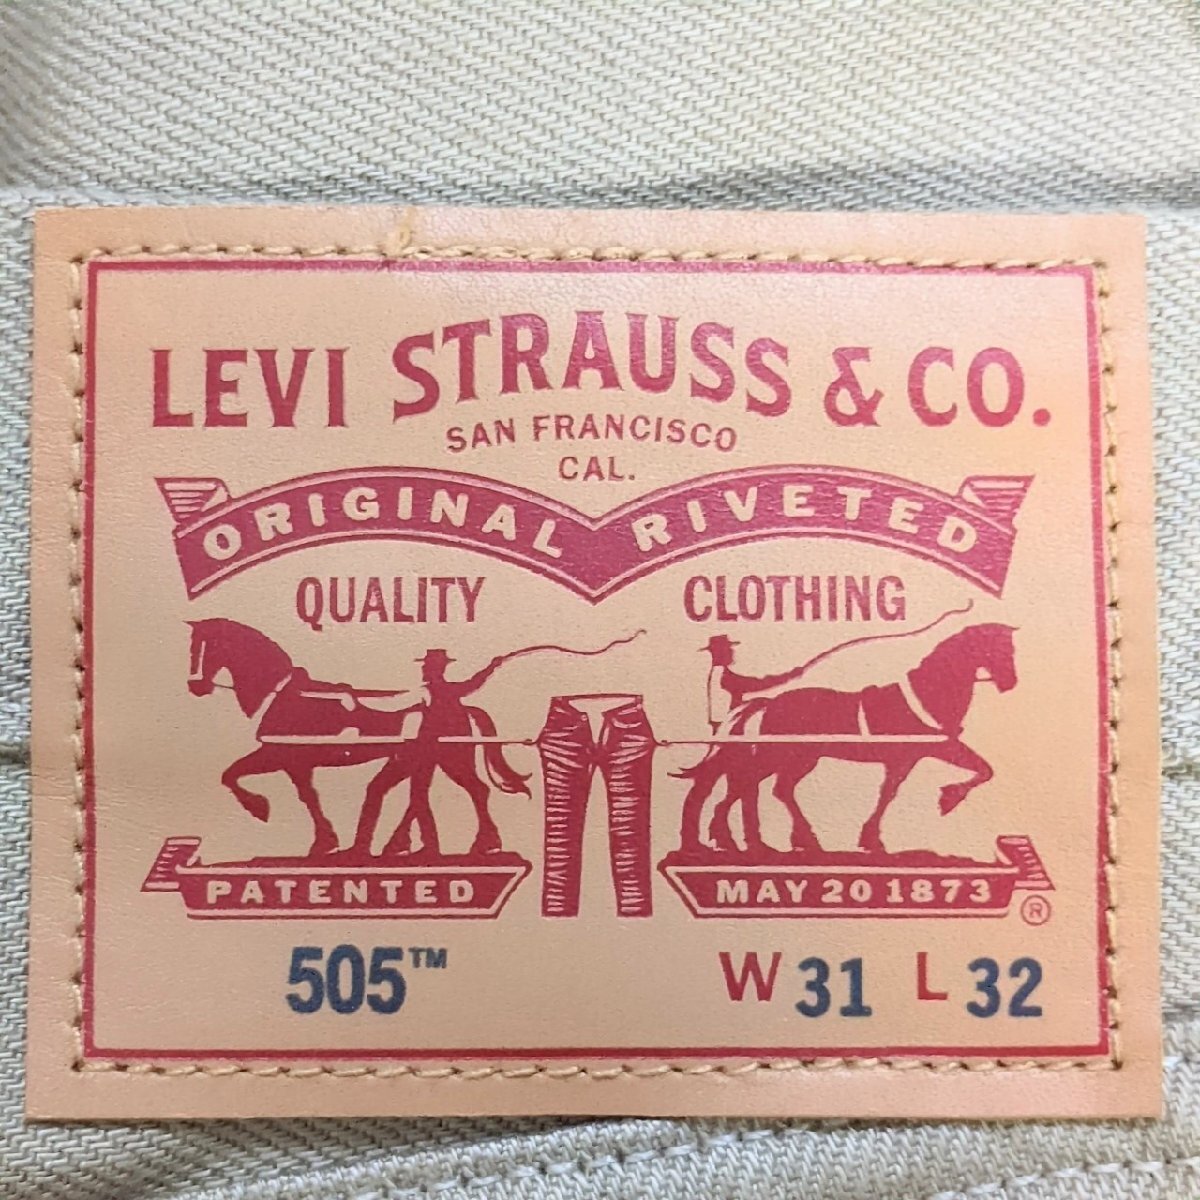 LEVI STRAUSS & CO.
SAN FRANCISCO
CAL.
ORIGINAL RIVETED
QUALITY CLOTHING
PATENTED MAY 20 1873 ®
505™ W 31 L 32